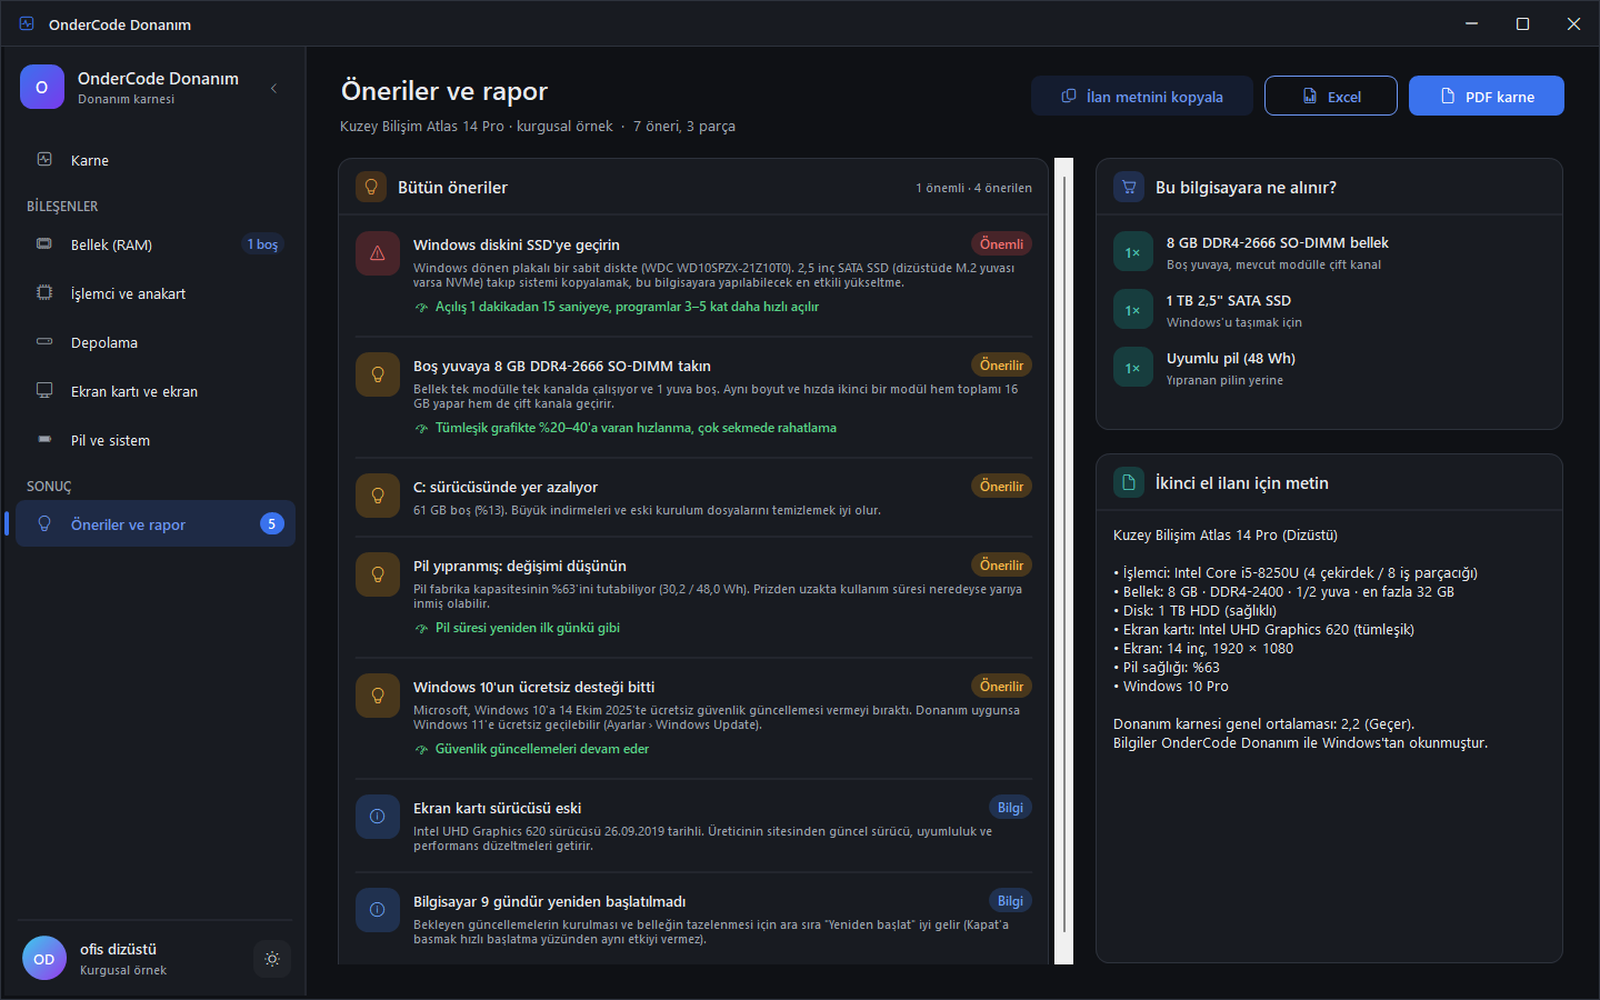 OnderCode Donanım
O
OnderCode Donanım
Donanım karnesi
Karne
BİLEŞENLER
Bellek (RAM)
1 boş
İşlemci ve anakart
Depolama
Ekran kartı ve ekran
Pil ve sistem
SONUÇ
Öneriler ve rapor
5
OD
ofis dizüstü
Kurgusal örnek
Öneriler ve rapor
Kuzey Bilişim Atlas 14 Pro · kurgusal örnek · 7 öneri, 3 parça
İlan metnini kopyala
Excel
PDF karne
Bütün öneriler
1 önemli · 4 önerilen
Windows diskini SSD'ye geçirin
Önemli
Windows dönen plakalı bir sabit diskte (WDC WD10SPZX-21Z10T0). 2,5 inç SATA SSD (dizüstüde M.2 yuvası
varsa NVMe) takıp sistemi kopyalamak, bu bilgisayara yapılabilecek en etkili yükseltme.
Açılış 1 dakikadan 15 saniyeye, programlar 3–5 kat daha hızlı açılır
Boş yuvaya 8 GB DDR4-2666 SO-DIMM takın
Önerilir
Bellek tek modülle tek kanalda çalışıyor ve 1 yuva boş. Aynı boyut ve hızda ikinci bir modül hem toplamı 16
GB yapar hem de çift kanala geçirir.
Tümleşik grafikte %20–40'a varan hızlanma, çok sekmede rahatlama
C: sürücüsünde yer azalıyor
Önerilir
61 GB boş (%13). Büyük indirmeleri ve eski kurulum dosyalarını temizlemek iyi olur.
Pil yıpranmış: değişimi düşünün
Önerilir
Pil fabrika kapasitesinin %63'ini tutabiliyor (30,2 / 48,0 Wh). Prizden uzakta kullanım süresi neredeyse yarıya
inmiş olabilir.
Pil süresi yeniden ilk günkü gibi
Windows 10'un ücretsiz desteği bitti
Önerilir
Microsoft, Windows 10'a 14 Ekim 2025'te ücretsiz güvenlik güncellemesi vermeyi bıraktı. Donanım uygunsa
Windows 11'e ücretsiz geçilebilir (Ayarlar › Windows Update).
Güvenlik güncellemeleri devam eder
Ekran kartı sürücüsü eski
Bilgi
Intel UHD Graphics 620 sürücüsü 26.09.2019 tarihli. Üreticinin sitesinden güncel sürücü, uyumluluk ve
performans düzeltmeleri getirir.
Bilgisayar 9 gündür yeniden başlatılmadı
Bilgi
Bekleyen güncellemelerin kurulması ve belleğin tazelenmesi için ara sıra "Yeniden başlat" iyi gelir (Kapat'a
basmak hızlı başlatma yüzünden aynı etkiyi vermez).
Bu bilgisayara ne alınır?
1×
8 GB DDR4-2666 SO-DIMM bellek
Boş yuvaya, mevcut modülle çift kanal
1×
1 TB 2,5" SATA SSD
Windows'u taşımak için
1×
Uyumlu pil (48 Wh)
Yıpranan pilin yerine
İkinci el ilanı için metin
Kuzey Bilişim Atlas 14 Pro (Dizüstü)
• İşlemci: Intel Core i5-8250U (4 çekirdek / 8 iş parçacığı)
• Bellek: 8 GB · DDR4-2400 · 1/2 yuva · en fazla 32 GB
• Disk: 1 TB HDD (sağlıklı)
• Ekran kartı: Intel UHD Graphics 620 (tümleşik)
• Ekran: 14 inç, 1920 × 1080
• Pil sağlığı: %63
• Windows 10 Pro
Donanım karnesi genel ortalaması: 2,2 (Geçer).
Bilgiler OnderCode Donanım ile Windows'tan okunmuştur.